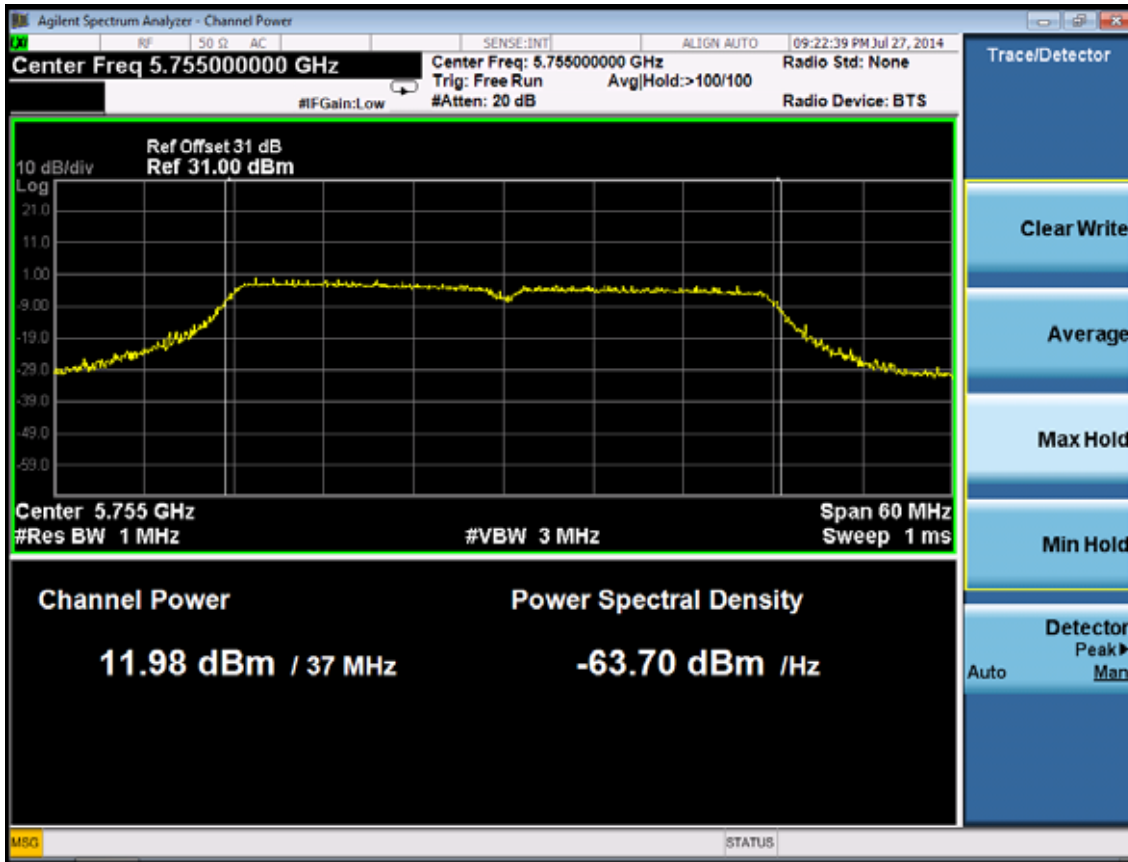 Agilent Spectrum Analyzer - Channel Power
RF 50 Ω AC SENSE:INT ALIGN AUTO 09:22:39 PM Jul 27, 2014
Center Freq 5.755000000 GHz
Center Freq: 5.755000000 GHz
Radio Std: None
Trig: Free Run Avg|Hold:>100/100
#IFGain:Low
#Atten: 20 dB
Radio Device: BTS
Ref Offset 31 dB
10 dB/div Ref 31.00 dBm
Log
21.0
11.0
1.00
-9.00
-19.0
-29.0
-39.0
-49.0
-59.0
Center 5.755 GHz Span 60 MHz
#Res BW 1 MHz #VBW 3 MHz Sweep 1 ms
Channel Power Power Spectral Density
11.98 dBm / 37 MHz -63.70 dBm /Hz
MSG STATUS
Trace/Detector
Clear Write
Average
Max Hold
Min Hold
Detector
Peak▶
Auto Man